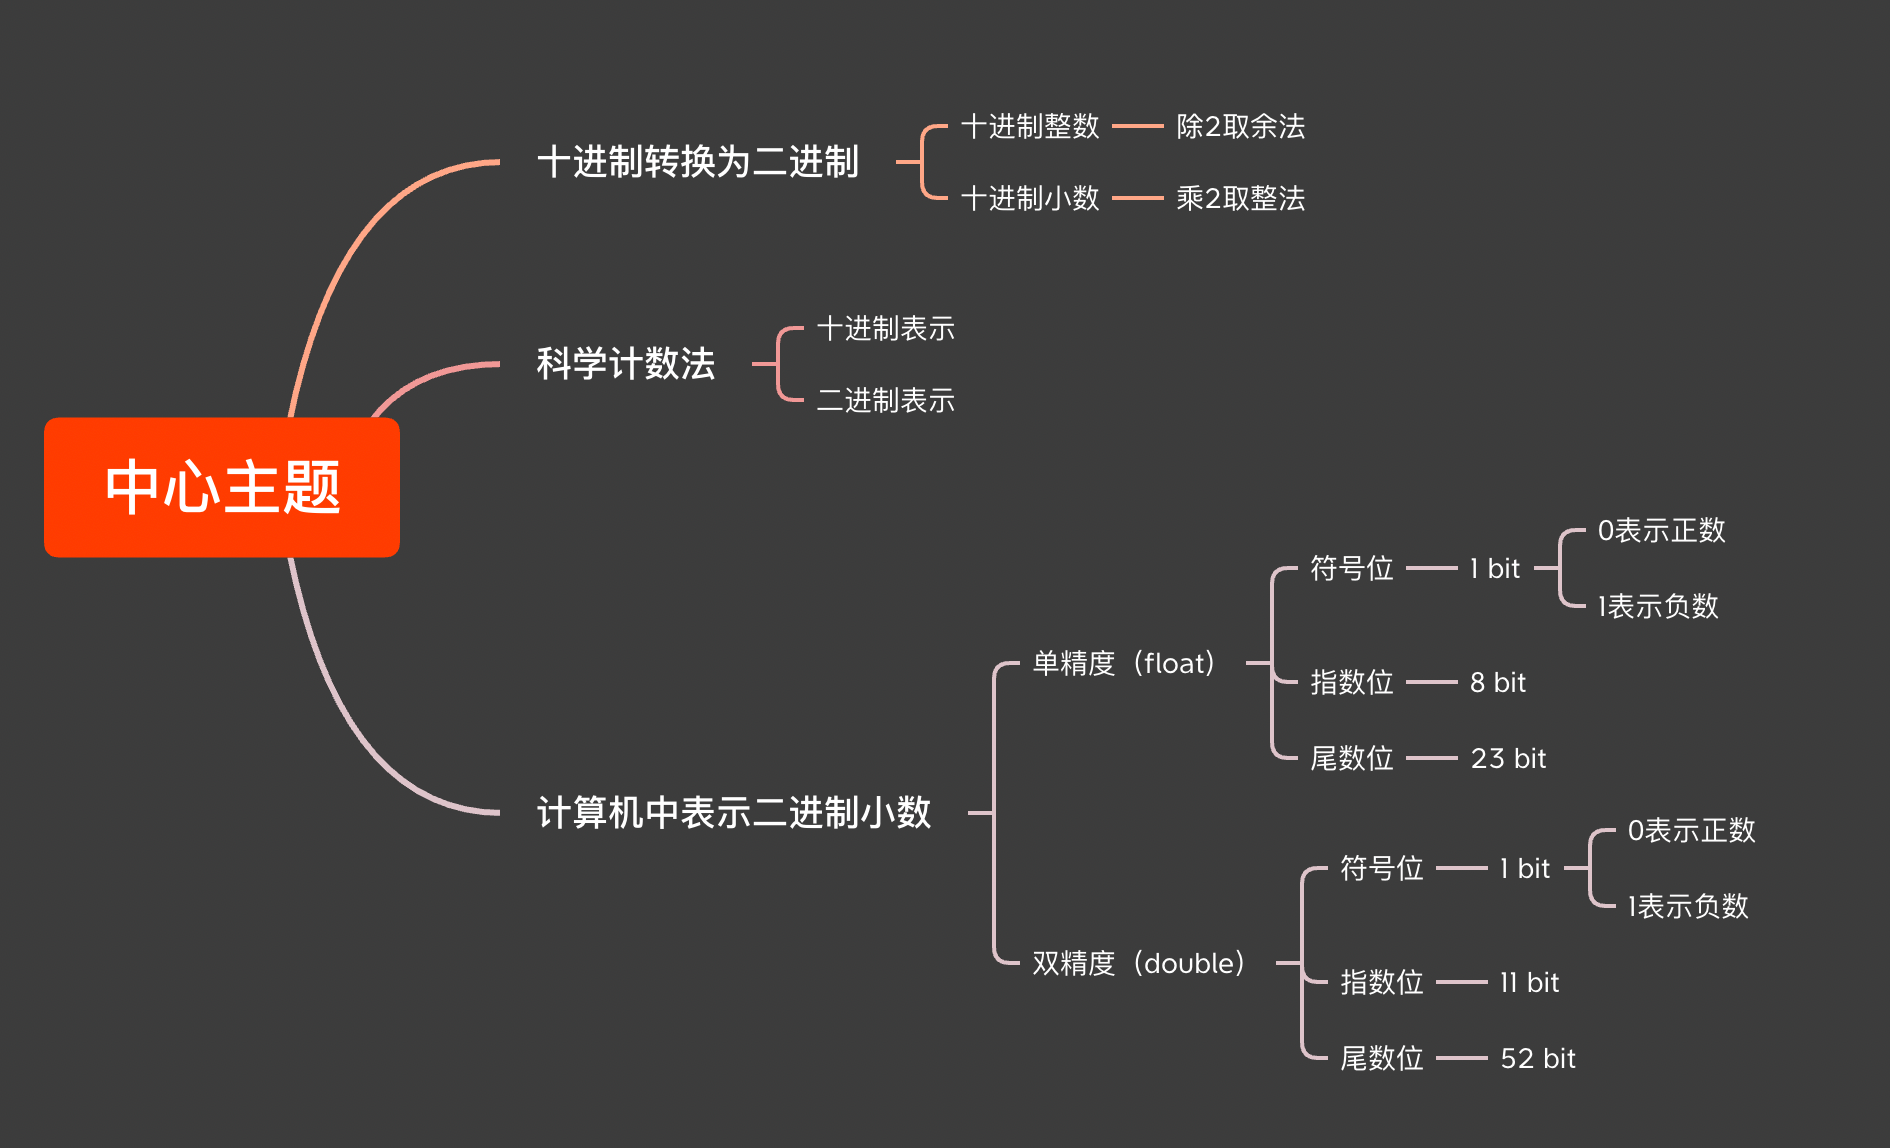 中心主题
十进制转换为二进制
十进制整数
除2取余法
十进制小数
乘2取整法
科学计数法
十进制表示
二进制表示
计算机中表示二进制小数
单精度（float）
符号位
1 bit
0表示正数
1表示负数
指数位
8 bit
尾数位
23 bit
双精度（double）
符号位
1 bit
0表示正数
1表示负数
指数位
11 bit
尾数位
52 bit